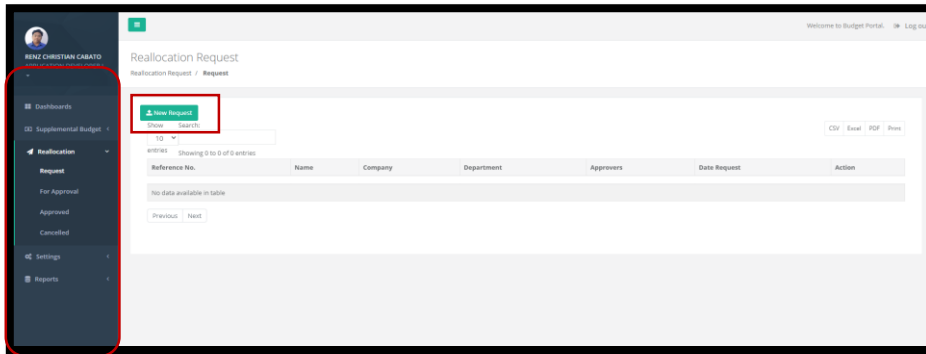 Welcome to Budget Portal. Log ou
RENZ CHRISTIAN CABATO
APPLICATION DEVELOPER I
Dashboards
Supplemental Budget
Reallocation
Request
For Approval
Approved
Cancelled
Settings
Reports
Reallocation Request
Reallocation Request / Request
New Request
Show Search:
10
entries Showing 0 to 0 of 0 entries
CSV Excel PDF Print
Reference No. Name Company Department Approvers Date Request Action
No data available in table
Previous Next